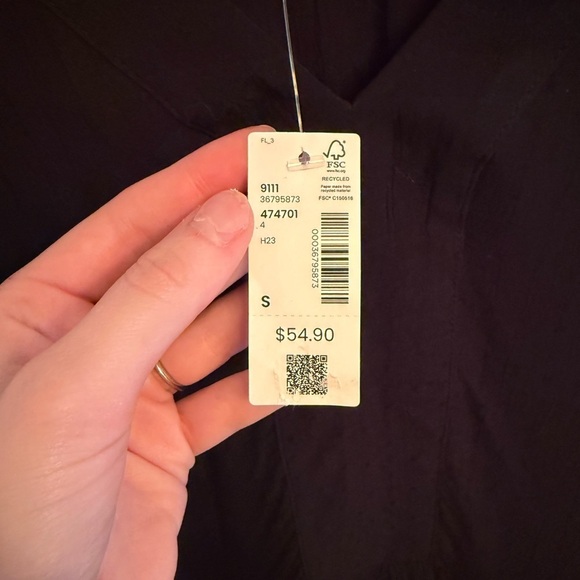 FL_3
FSC
www.fsc.org
RECYCLED
Paper made from
recycled material
FSC® C150516
9111
36795873
474701
4
H23
00036795873
S
$54.90